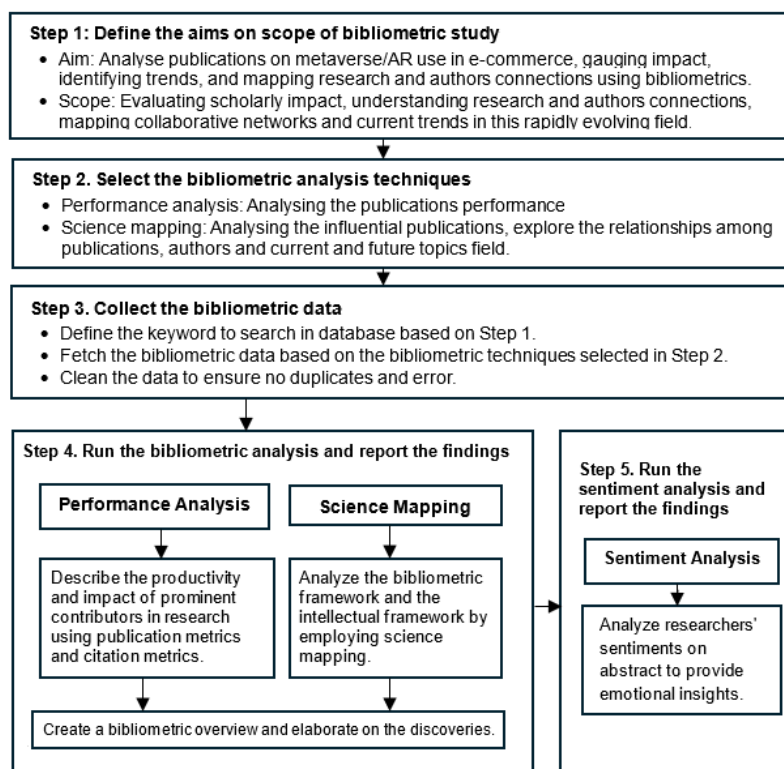 Step 1: Define the aims on scope of bibliometric study
• Aim: Analyse publications on metaverse/AR use in e-commerce, gauging impact,
identifying trends, and mapping research and authors connections using bibliometrics.
• Scope: Evaluating scholarly impact, understanding research and authors connections,
mapping collaborative networks and current trends in this rapidly evolving field.
Step 2. Select the bibliometric analysis techniques
• Performance analysis: Analysing the publications performance
• Science mapping: Analysing the influential publications, explore the relationships among
publications, authors and current and future topics field.
Step 3. Collect the bibliometric data
• Define the keyword to search in database based on Step 1.
• Fetch the bibliometric data based on the bibliometric techniques selected in Step 2.
• Clean the data to ensure no duplicates and error.
Step 4. Run the bibliometric analysis and report the findings
Performance Analysis
Describe the productivity
and impact of prominent
contributors in research
using publication metrics
and citation metrics.
Science Mapping
Analyze the bibliometric
framework and the
intellectual framework by
employing science
mapping.
Create a bibliometric overview and elaborate on the discoveries.
Step 5. Run the
sentiment analysis and
report the findings
Sentiment Analysis
Analyze researchers'
sentiments on
abstract to provide
emotional insights.